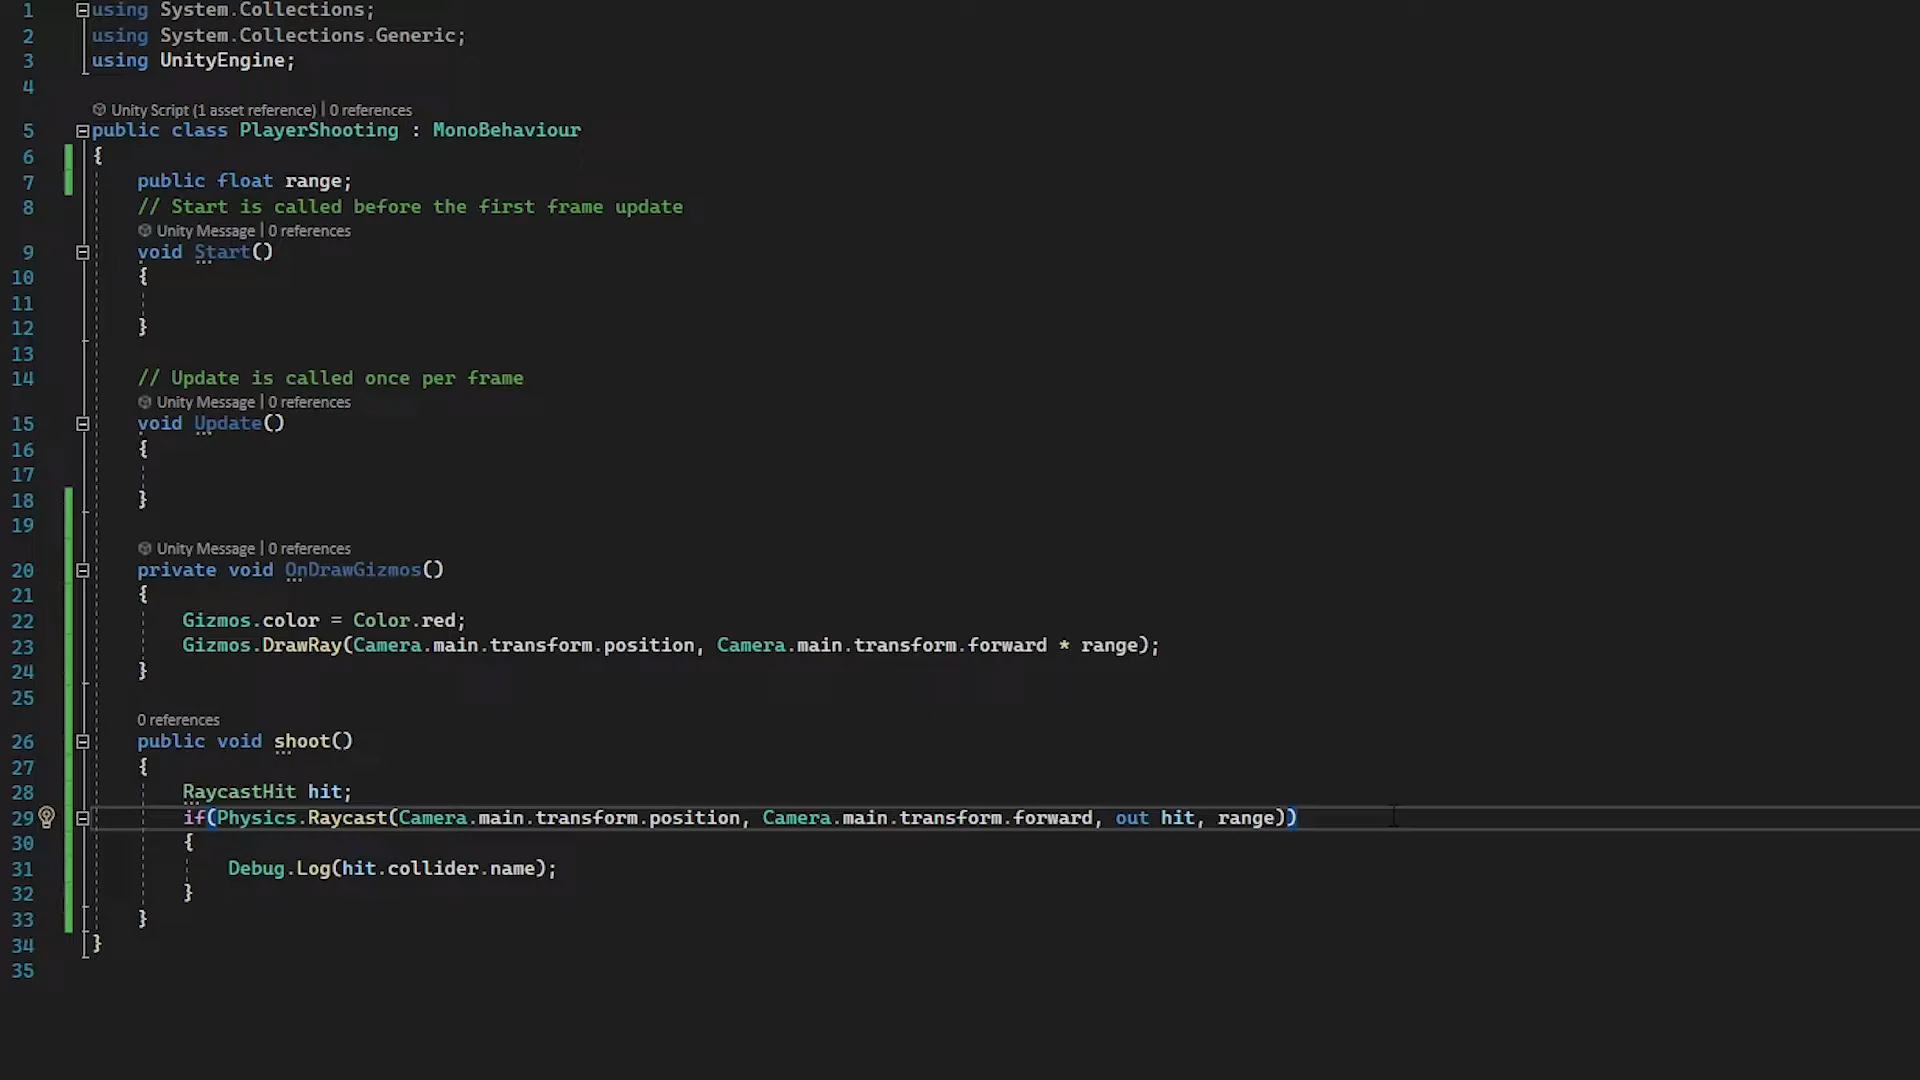 1 using System.Collections;
2 using System.Collections.Generic;
3 using UnityEngine;
4
Unity Script (1 asset reference) | 0 references
5 public class PlayerShooting : MonoBehaviour
6 {
7 public float range;
8 // Start is called before the first frame update
Unity Message | 0 references
9 void Start()
10 {
11
12 }
13
14 // Update is called once per frame
Unity Message | 0 references
15 void Update()
16 {
17
18 }
19
Unity Message | 0 references
20 private void OnDrawGizmos()
21 {
22 Gizmos.color = Color.red;
23 Gizmos.DrawRay(Camera.main.transform.position, Camera.main.transform.forward * range);
24 }
25
0 references
26 public void shoot()
27 {
28 RaycastHit hit;
29 if(Physics.Raycast(Camera.main.transform.position, Camera.main.transform.forward, out hit, range))
30 {
31 Debug.Log(hit.collider.name);
32 }
33 }
34 }
35